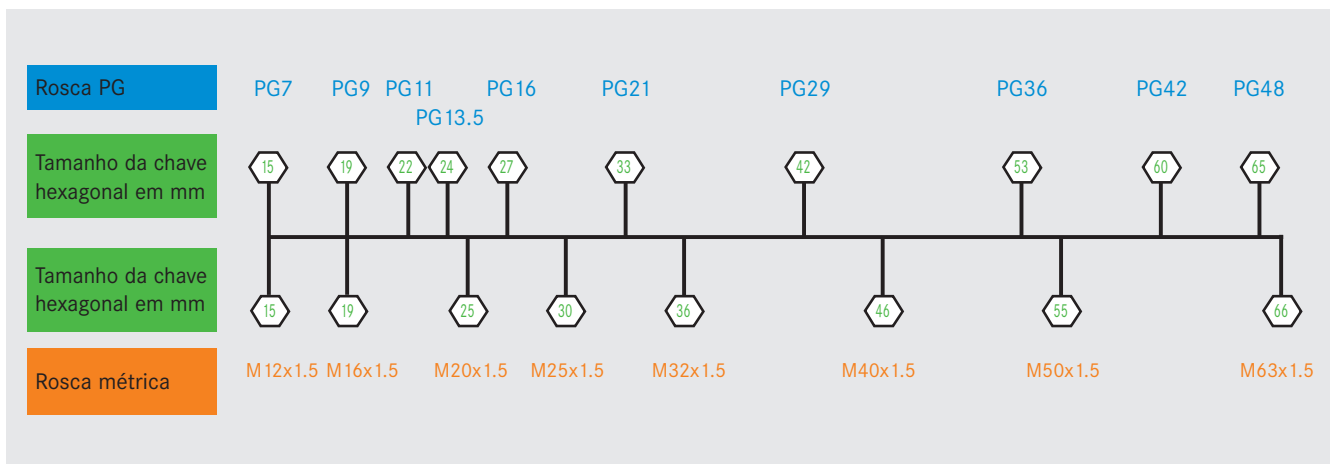 Rosca PG
PG7 PG9 PG11 PG16 PG21 PG29 PG36 PG42 PG48
PG13.5
Tamanho da chave
hexagonal em mm
15 19 22 24 27 33 42 53 60 65
Tamanho da chave
hexagonal em mm
15 19 25 30 36 46 55 66
Rosca métrica
M12x1.5 M16x1.5 M20x1.5 M25x1.5 M32x1.5 M40x1.5 M50x1.5 M63x1.5